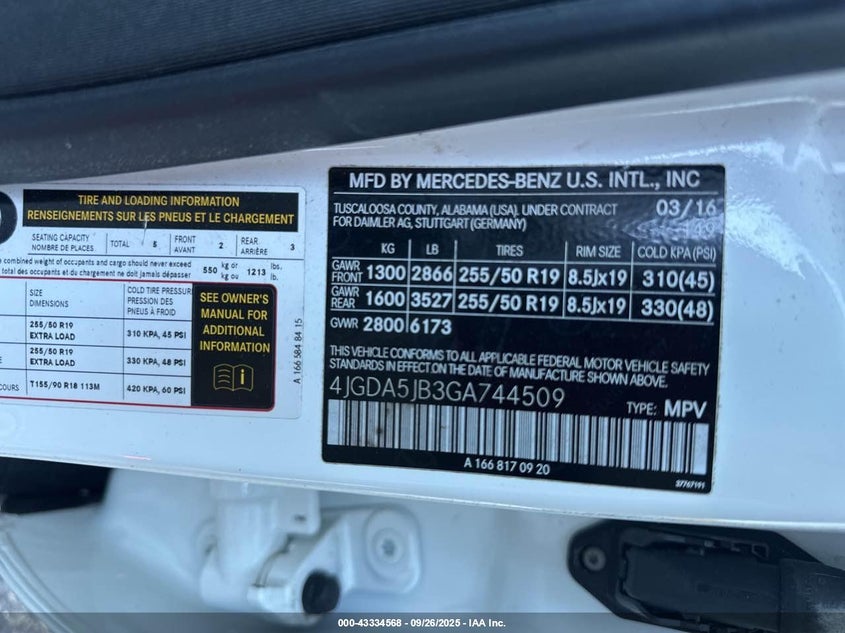 TIRE AND LOADING INFORMATION
RENSEIGNEMENTS SUR LES PNEUS ET LE CHARGEMENT
SEATING CAPACITY
NOMBRE DE PLACES
TOTAL 5
FRONT
AVANT
2
REAR
ARRIÈRE
3
combined weight of occupants and cargo should never exceed
total des occupants et du chargement ne doit jamais dépasser
550 kg or
kg ou
1213 lbs.
lb.
SIZE
DIMENSIONS
COLD TIRE PRESSURE
PRESSION DES
PNEUS À FROID
255/50 R19
EXTRA LOAD
310 KPA, 45 PSI
255/50 R19
EXTRA LOAD
330 KPA, 48 PSI
COURS
T155/90 R18 113M
420 KPA, 60 PSI
SEE OWNER'S
MANUAL FOR
ADDITIONAL
INFORMATION
A 166 584 84 15
MFD BY MERCEDES-BENZ U.S. INTL., INC
TUSCALOOSA COUNTY, ALABAMA (USA). UNDER CONTRACT
FOR DAIMLER AG, STUTTGART (GERMANY)
03/16
149
KG LB TIRES RIM SIZE COLD KPA (PSI)
GAWR
FRONT
1300 2866 255/50 R19 8.5Jx19 310(45)
GAWR
REAR
1600 3527 255/50 R19 8.5Jx19 330(48)
GVWR 2800 6173
THIS VEHICLE CONFORMS TO ALL APPLICABLE FEDERAL MOTOR VEHICLE SAFETY
STANDARDS IN EFFECT ON THE DATE OF MANUFACTURE SHOWN ABOVE.
4JGDA5JB3GA744509
TYPE: MPV
A 166 817 09 20
37767191
000-43334568 - 09/26/2025 - IAA Inc.